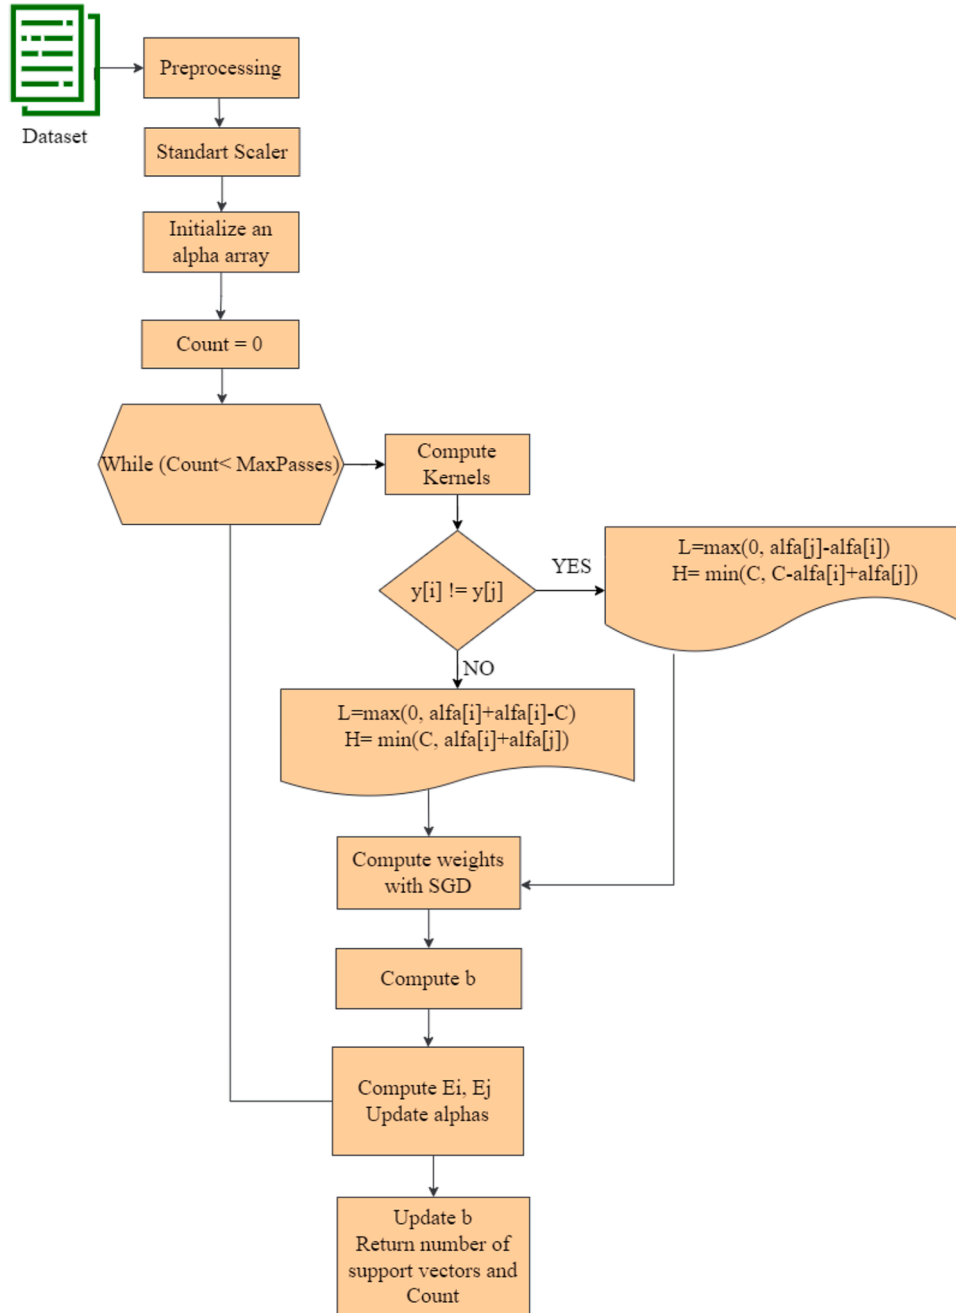 Dataset
Preprocessing
Standart Scaler
Initialize an
alpha array
Count = 0
While (Count< MaxPasses)
Compute
Kernels
y[i] != y[j]
YES
L=max(0, alfa[j]-alfa[i])
H= min(C, C-alfa[i]+alfa[j])
NO
L=max(0, alfa[i]+alfa[i]-C)
H= min(C, alfa[i]+alfa[j])
Compute weights
with SGD
Compute b
Compute Ei, Ej
Update alphas
Update b
Return number of
support vectors and
Count